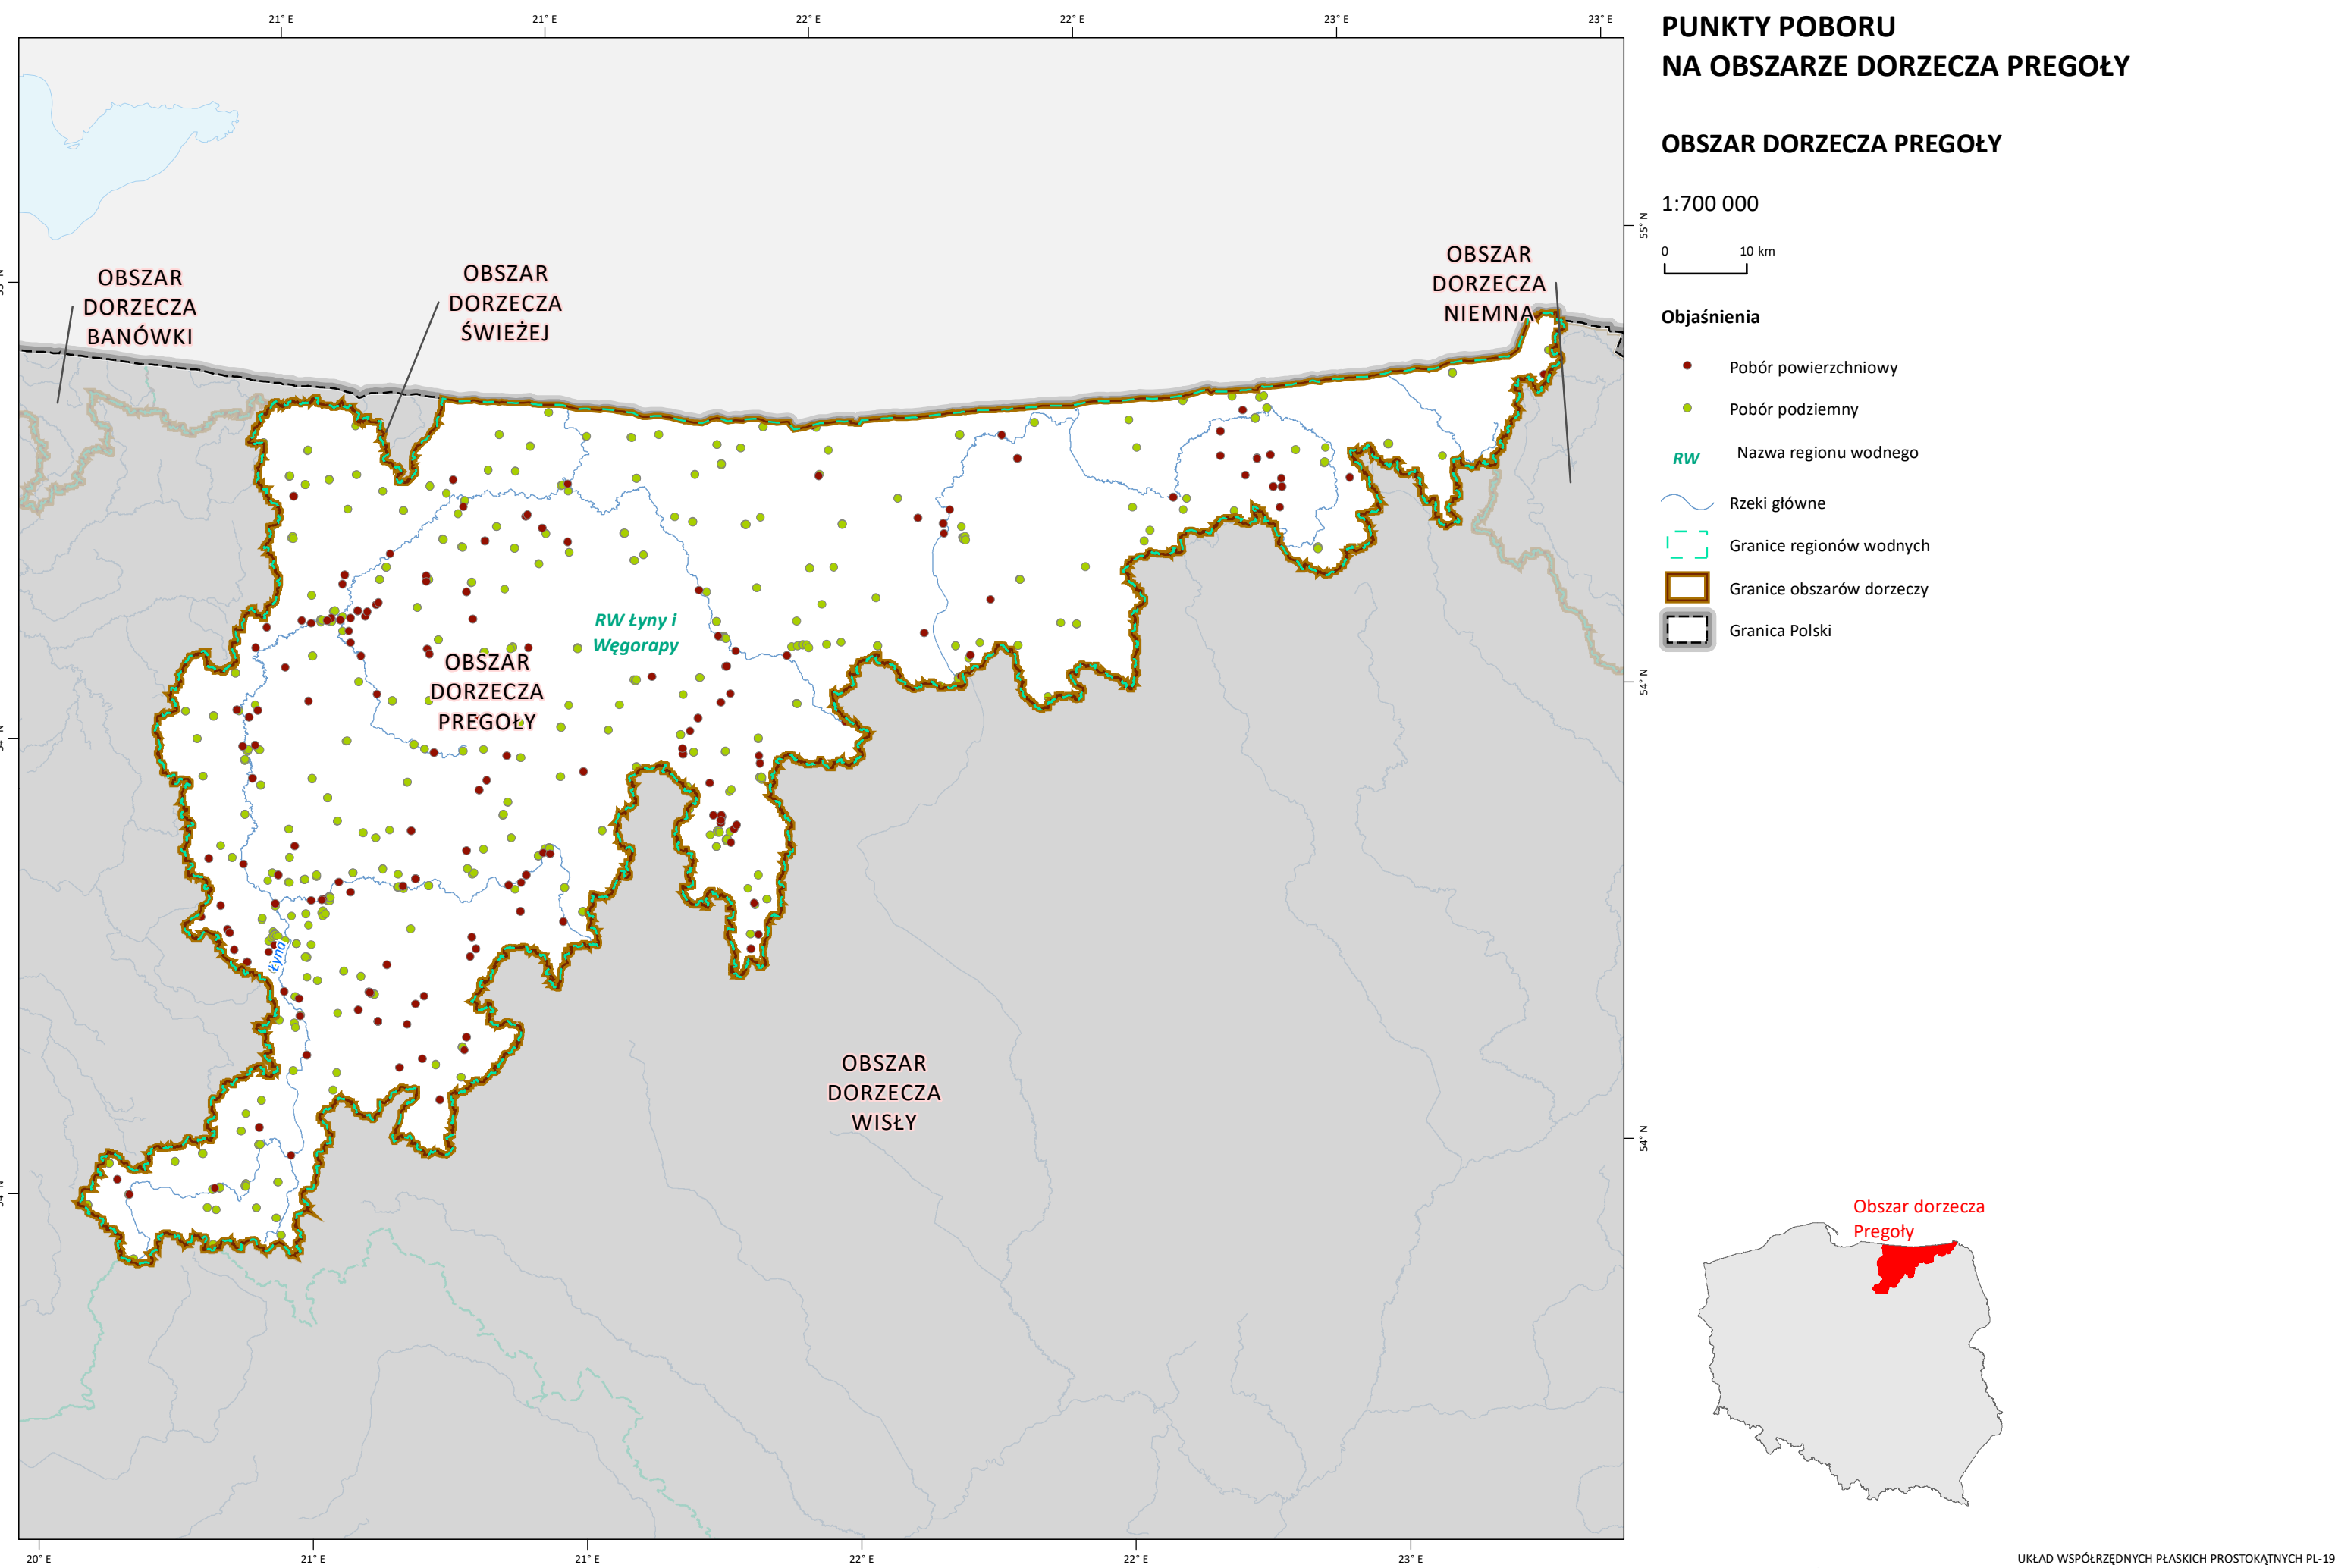 21° E
21° E
22° E
22° E
23° E
23° E
PUNKTY POBORU
NA OBSZARZE DORZECZA PREGOŁY
OBSZAR DORZECZA PREGOŁY
1:700 000
0
10 km
Objaśnienia
Pobór powierzchniowy
Pobór podziemny
RW
Nazwa regionu wodnego
Rzeki główne
Granice regionów wodnych
Granice obszarów dorzeczy
Granica Polski
55° N
54° N
54° N
OBSZAR
DORZECZA
BANÓWKI
OBSZAR
DORZECZA
ŚWIEŻEJ
OBSZAR
DORZECZA
NIEMNA
RW Łyny i
Węgorapy
OBSZAR
DORZECZA
PREGOŁY
Łyna
OBSZAR
DORZECZA
WISŁY
Obszar dorzecza
Pregoły
20° E
21° E
21° E
22° E
22° E
23° E
UKŁAD WSPÓŁRZĘDNYCH PŁASKICH PROSTOKĄTNYCH PL-19